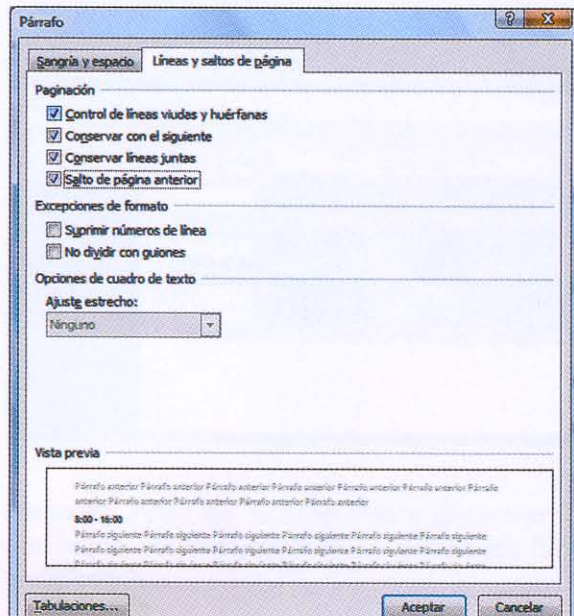 Párrafo
Sangría y espacio Líneas y saltos de página
Paginación
Control de líneas viudas y huérfanas
Conservar con el siguiente
Conservar líneas juntas
Salto de página anterior
Excepciones de formato
Suprimir números de línea
No dividir con guiones
Opciones de cuadro de texto
Ajuste estrecho:
Ninguno
Vista previa
Párrafo anterior Párrafo anterior Párrafo anterior Párrafo anterior Párrafo anterior Párrafo anterior Párrafo
anterior Párrafo anterior Párrafo anterior Párrafo anterior Párrafo anterior
8:00 - 16:00
Párrafo siguiente Párrafo siguiente Párrafo siguiente Párrafo siguiente Párrafo siguiente Párrafo siguiente
Párrafo siguiente Párrafo siguiente Párrafo siguiente Párrafo siguiente Párrafo siguiente Párrafo siguiente
Tabulaciones... Aceptar Cancelar